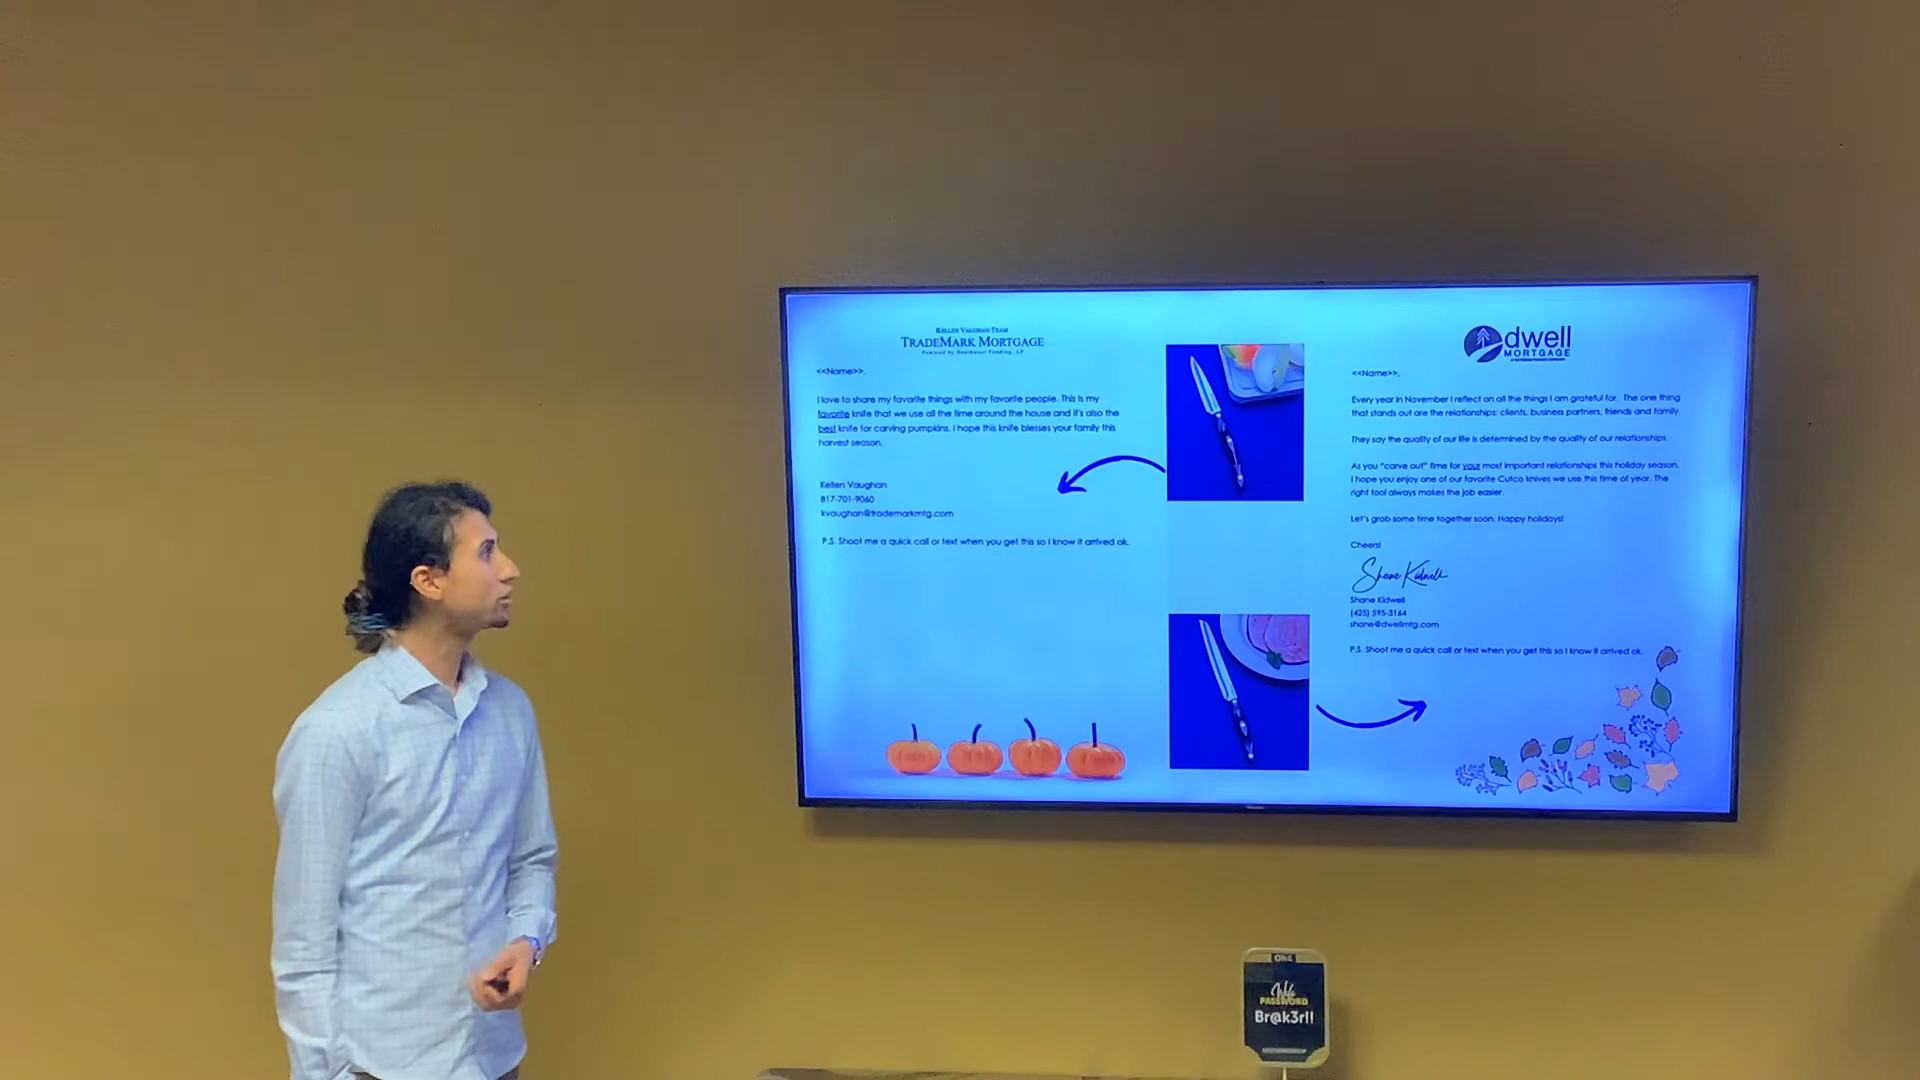 KELLEN VAUGHAN TEAM
TRADEMARK MORTGAGE
Powered by Southwest Funding, LP
<<Name>>,
I love to share my favorite things with my favorite people. This is my
favorite knife that we use all the time around the house and it's also the
best knife for carving pumpkins. I hope this knife blesses your family this
harvest season.
Kellen Vaughan
817-701-9060
kvaughan@trademarkmtg.com
P.S. Shoot me a quick call or text when you get this so I know it arrived ok.
dwell
MORTGAGE
<<Name>>,
Every year in November I reflect on all the things I am grateful for. The one thing
that stands out are the relationships: clients, business partners, friends and family.
They say the quality of our life is determined by the quality of our relationships.
As you "carve out" time for your most important relationships this holiday season,
I hope you enjoy one of our favorite Cutco knives we use this time of year. The
right tool always makes the job easier.
Let's grab some time together soon. Happy holidays!
Cheers!
Shane Kidwell
Shane Kidwell
(425) 595-3164
shane@dwellmtg.com
P.S. Shoot me a quick call or text when you get this so I know it arrived ok.
ONE
Wifi
PASSWORD
Br@k3r!!